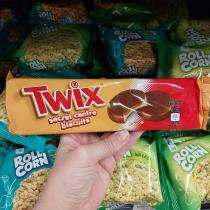 TWIX
secret centre
biscuits
ROLL
CORN
ROLL
CORN
ROLL
CORN